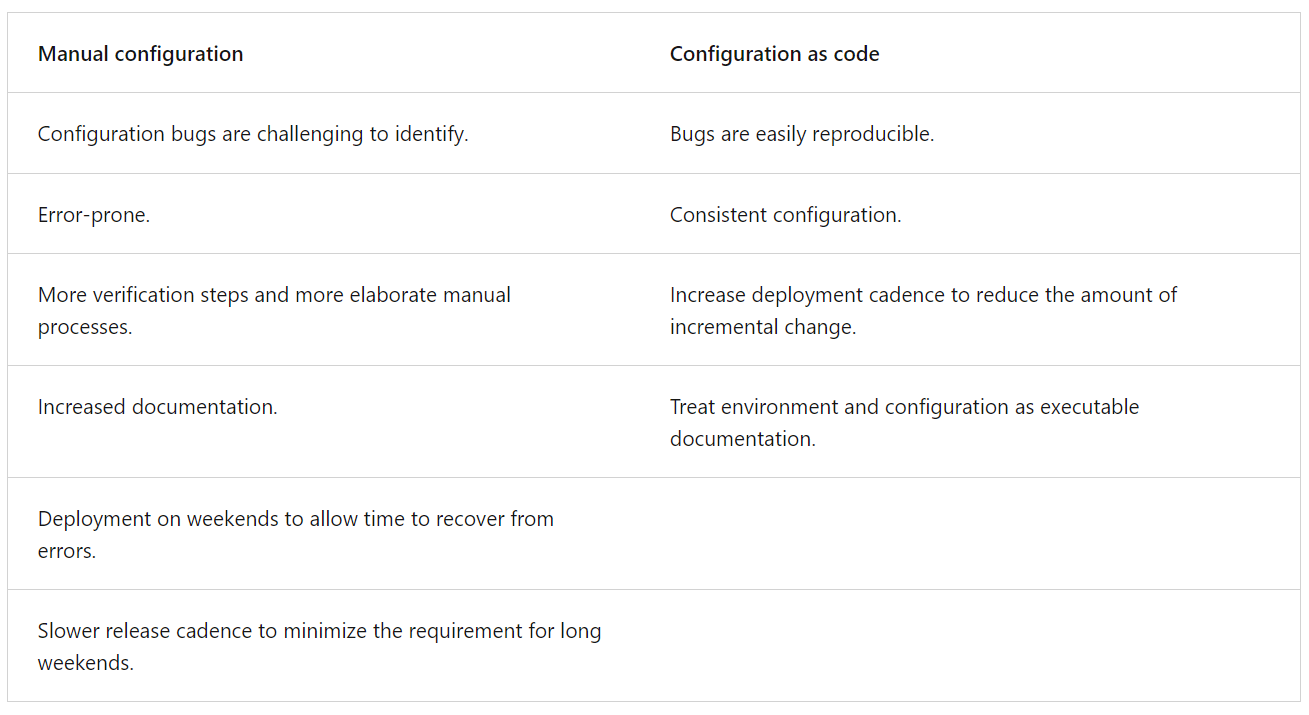 Manual configuration
Configuration as code
Configuration bugs are challenging to identify.
Bugs are easily reproducible.
Error-prone.
Consistent configuration.
More verification steps and more elaborate manual
processes.
Increase deployment cadence to reduce the amount of
incremental change.
Increased documentation.
Treat environment and configuration as executable
documentation.
Deployment on weekends to allow time to recover from
errors.
Slower release cadence to minimize the requirement for long
weekends.